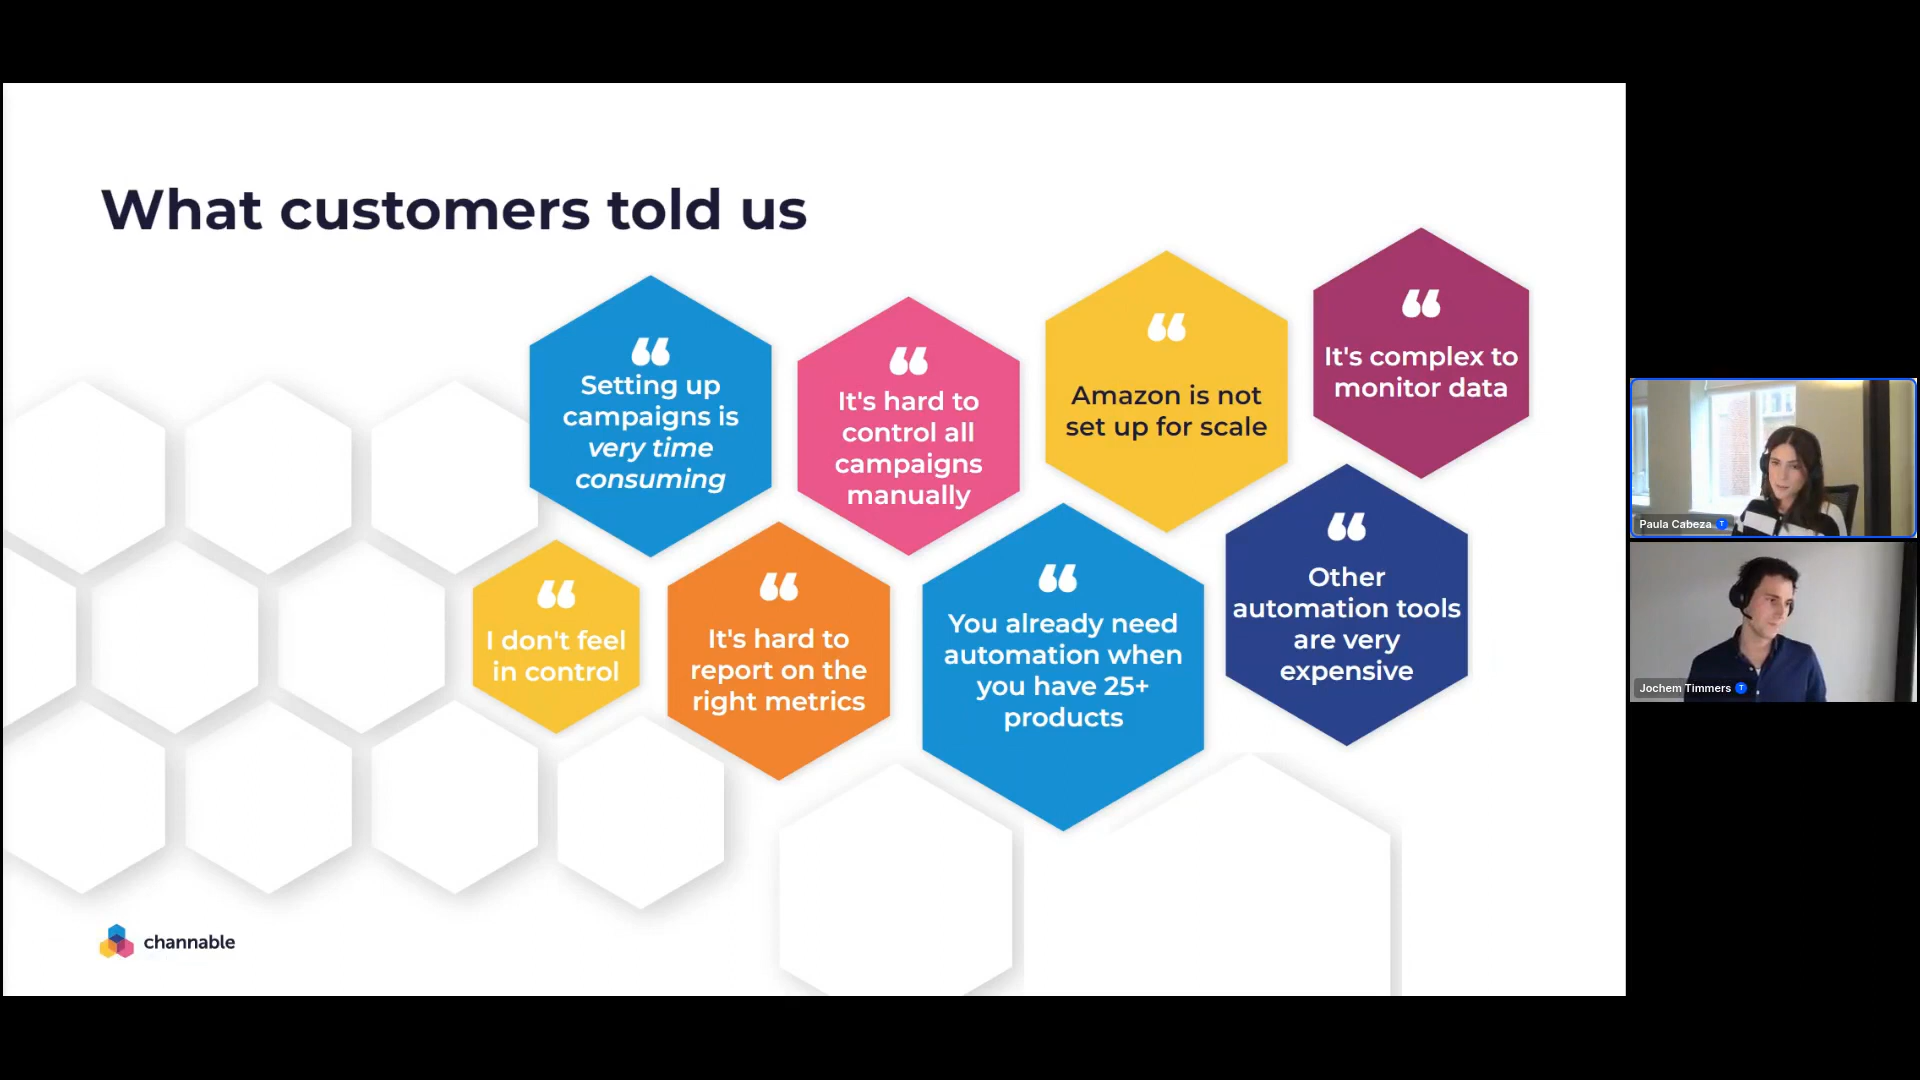 What customers told us
Setting up
campaigns is
very time
consuming
It's hard to
control all
campaigns
manually
Amazon is not
set up for scale
It's complex to
monitor data
I don't feel
in control
It's hard to
report on the
right metrics
You already need
automation when
you have 25+
products
Other
automation tools
are very
expensive
channable
Paula Cabeza T
Jochem Timmers T